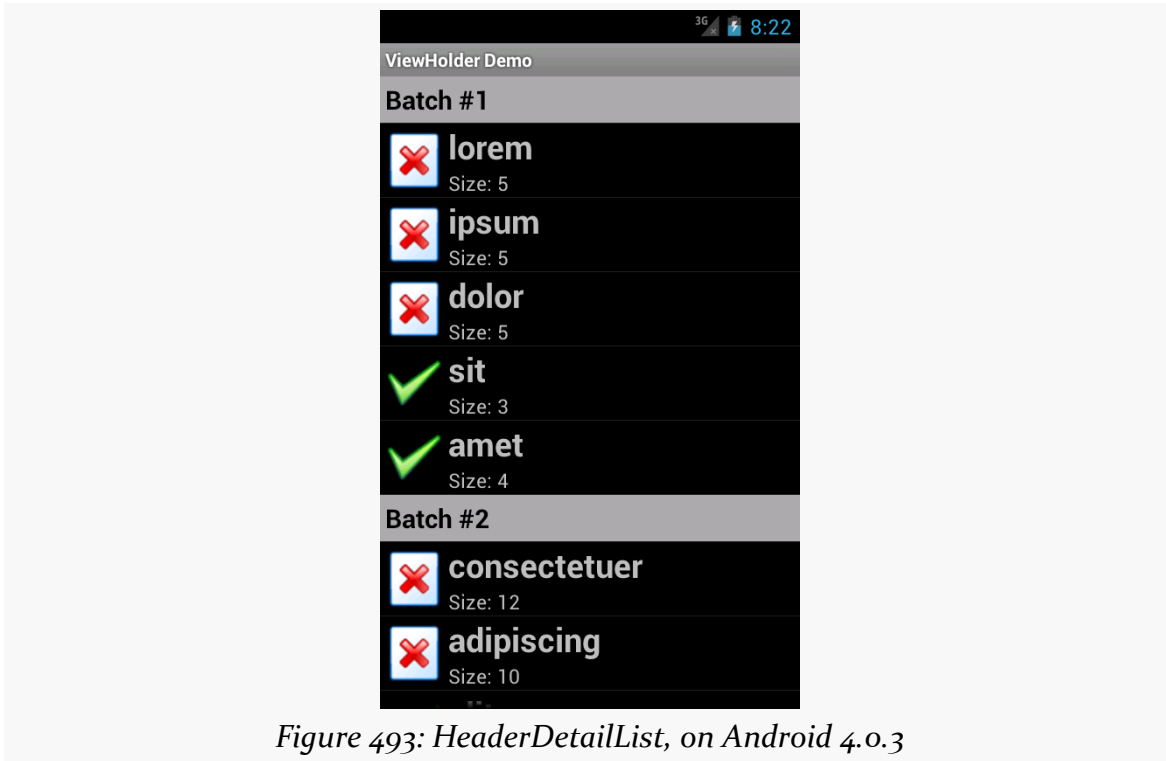 3G 8:22
ViewHolder Demo
Batch #1
lorem
Size: 5
ipsum
Size: 5
dolor
Size: 5
sit
Size: 3
amet
Size: 4
Batch #2
consectetuer
Size: 12
adipiscing
Size: 10
Figure 493: HeaderDetailList, on Android 4.0.3